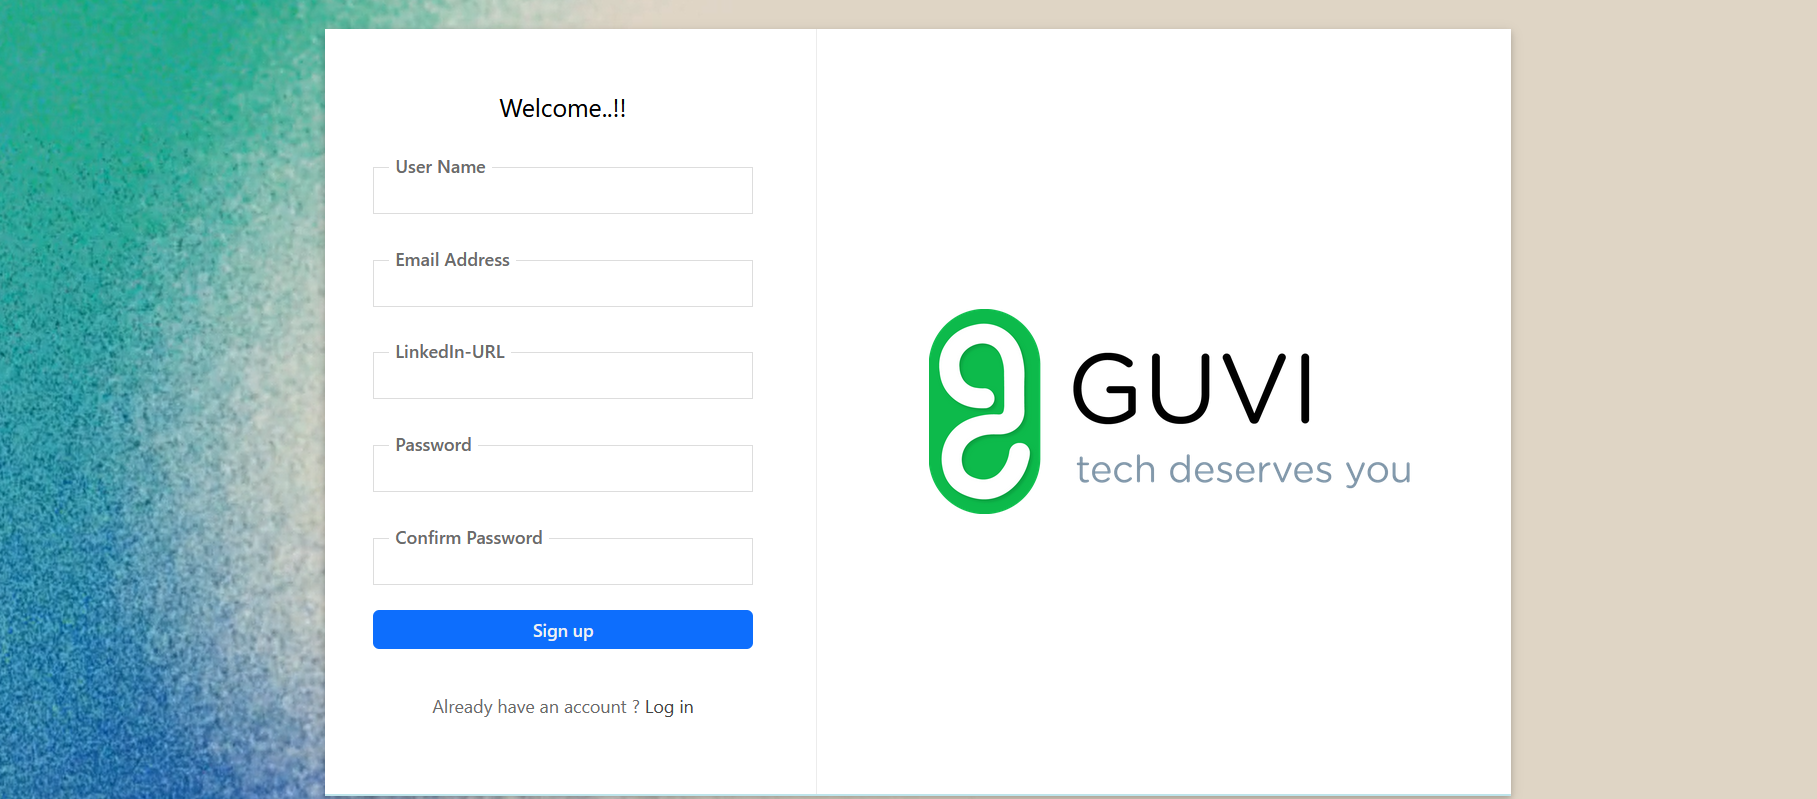 Welcome..!!
User Name
Email Address
LinkedIn-URL
Password
Confirm Password
Sign up
Already have an account ? Log in
GUVI
tech deserves you